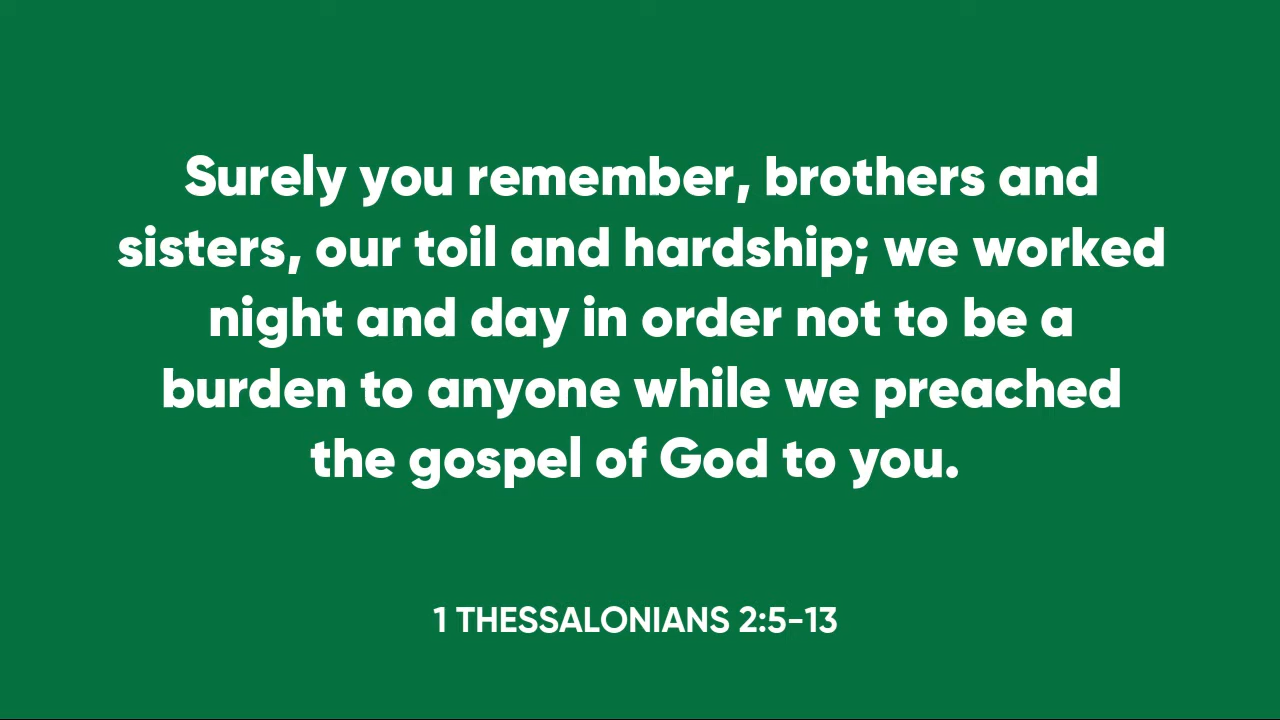 Surely you remember, brothers and
sisters, our toil and hardship; we worked
night and day in order not to be a
burden to anyone while we preached
the gospel of God to you.
1 THESSALONIANS 2:5-13